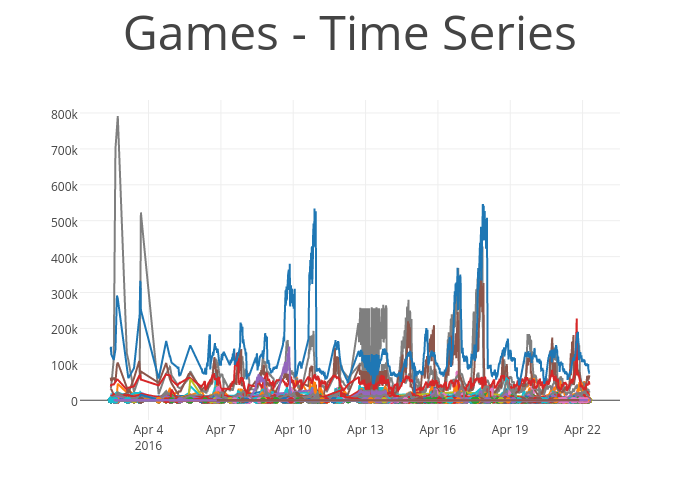 Games - Time Series
800k
700k
600k
500k
400k
300k
200k
100k
0
Apr 4
2016
Apr 7
Apr 10
Apr 13
Apr 16
Apr 19
Apr 22